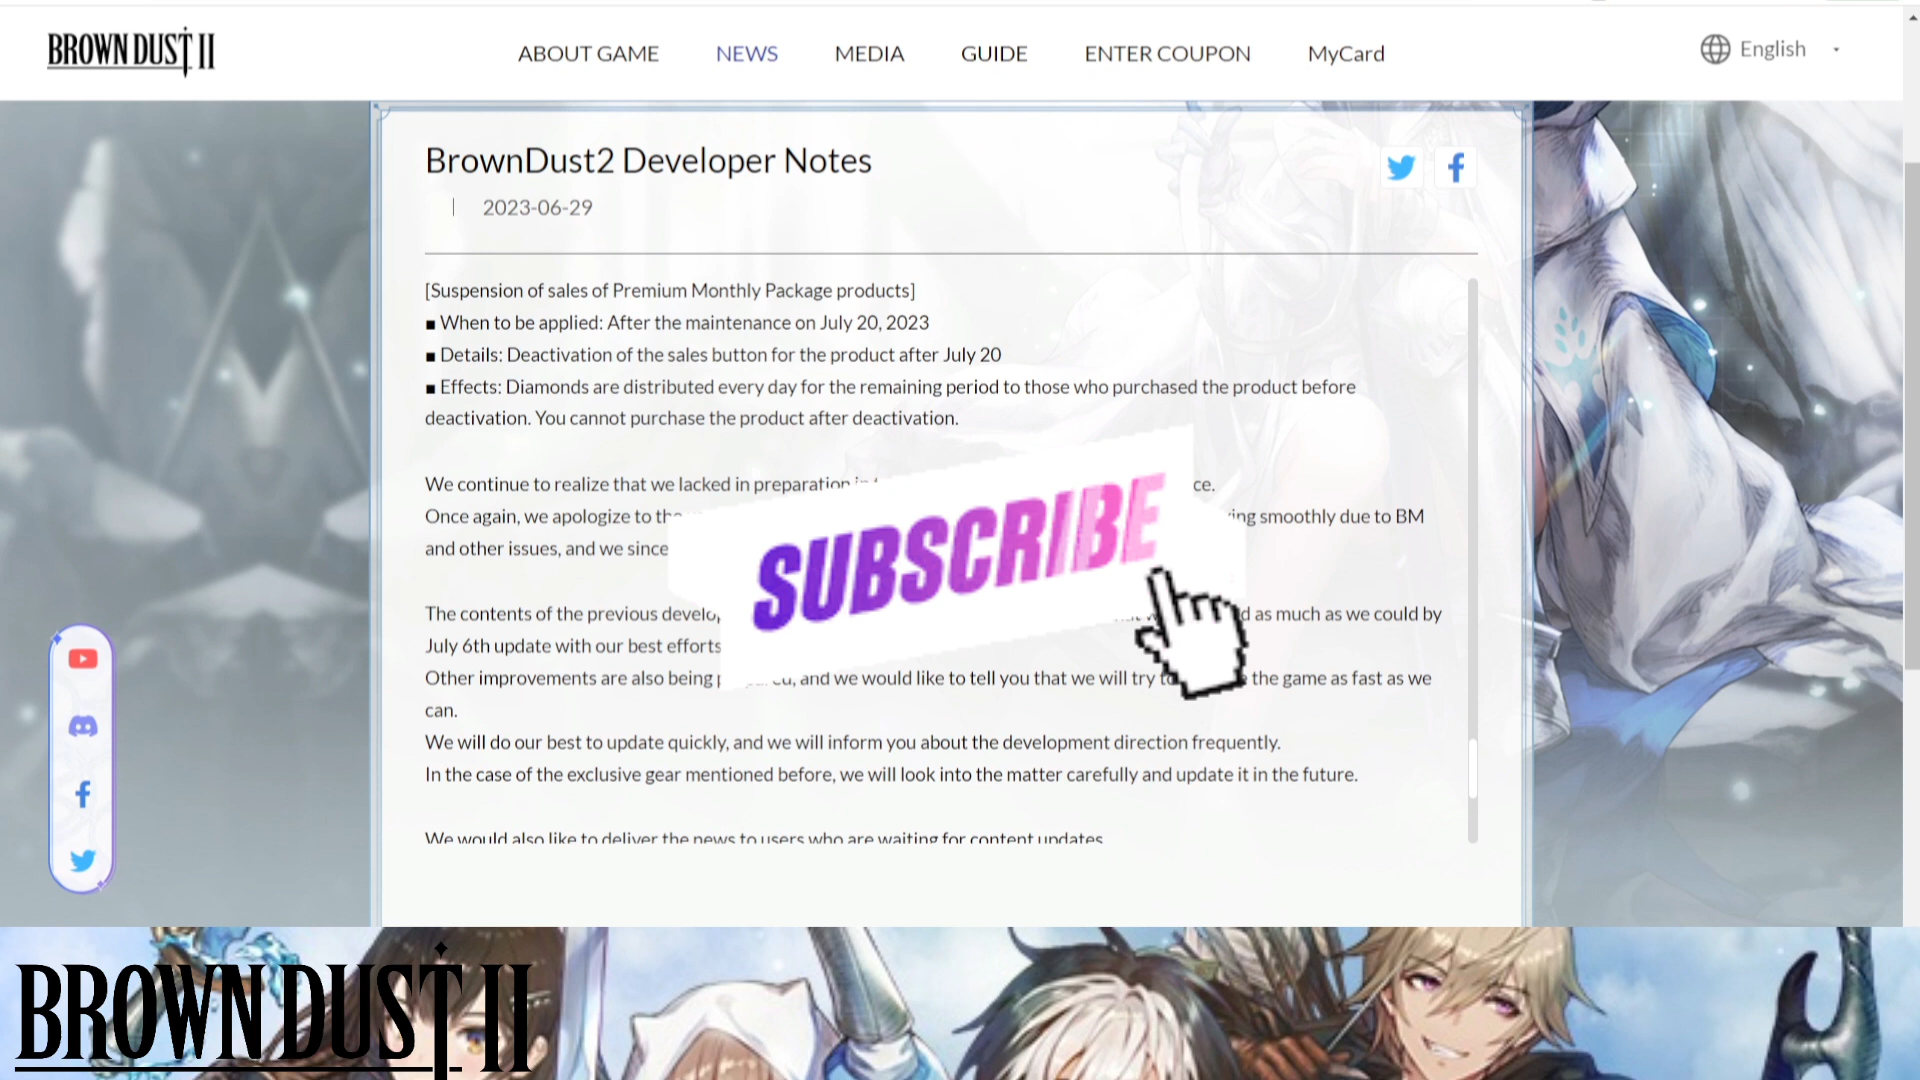 BROWN DUST II
ABOUT GAME NEWS MEDIA GUIDE ENTER COUPON MyCard English
BrownDust2 Developer Notes
2023-06-29
[Suspension of sales of Premium Monthly Package products]
■ When to be applied: After the maintenance on July 20, 2023
■ Details: Deactivation of the sales button for the product after July 20
■ Effects: Diamonds are distributed every day for the remaining period to those who purchased the product before
deactivation. You cannot purchase the product after deactivation.
We continue to realize that we lacked in preparation
Once again, we apologize to smoothly due to BM
and other issues, and we
SUBSCRIBE
The contents of the previous as much as we could by
July 6th update with our best efforts
Other improvements are also being and we would like to tell you that we will try the game as fast as we
can.
We will do our best to update quickly, and we will inform you about the development direction frequently.
In the case of the exclusive gear mentioned before, we will look into the matter carefully and update it in the future.
We would also like to deliver the news to users who are waiting for content updates
BROWN DUST II